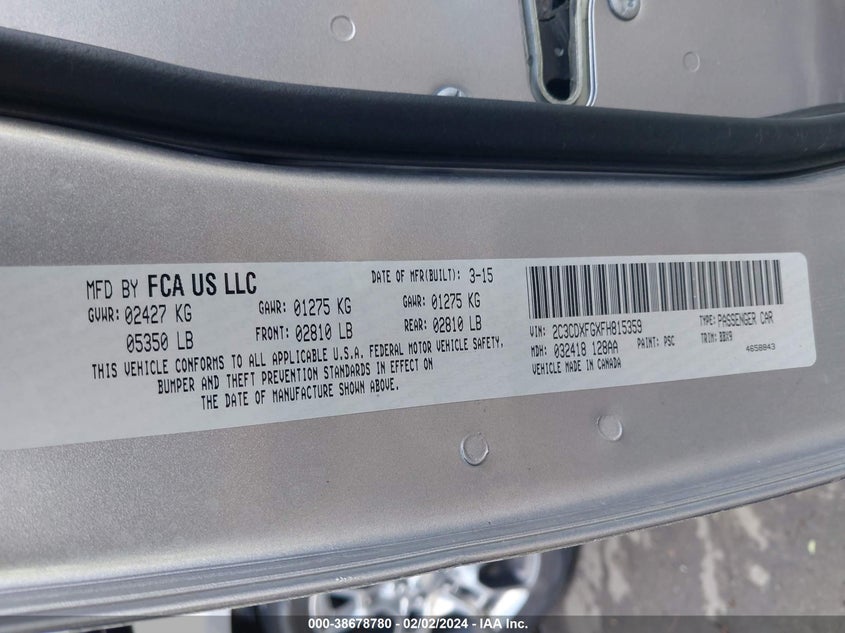 MFD BY FCA US LLC DATE OF MFR(BUILT): 3-15
GVWR: 02427 KG GAWR: 01275 KG GAWR: 01275 KG
05350 LB FRONT: 02810 LB REAR: 02810 LB
THIS VEHICLE CONFORMS TO ALL APPLICABLE U.S.A. FEDERAL MOTOR VEHICLE SAFETY,
BUMPER AND THEFT PREVENTION STANDARDS IN EFFECT ON
THE DATE OF MANUFACTURE SHOWN ABOVE.
VIN: 2C3CDXFGXFH815359 TYPE: PASSENGER CAR
MDH: 032418 128AA PAINT: PSC TRIM: BDX9
VEHICLE MADE IN CANADA 4658843
000-38678780 - 02/02/2024 - IAA Inc.